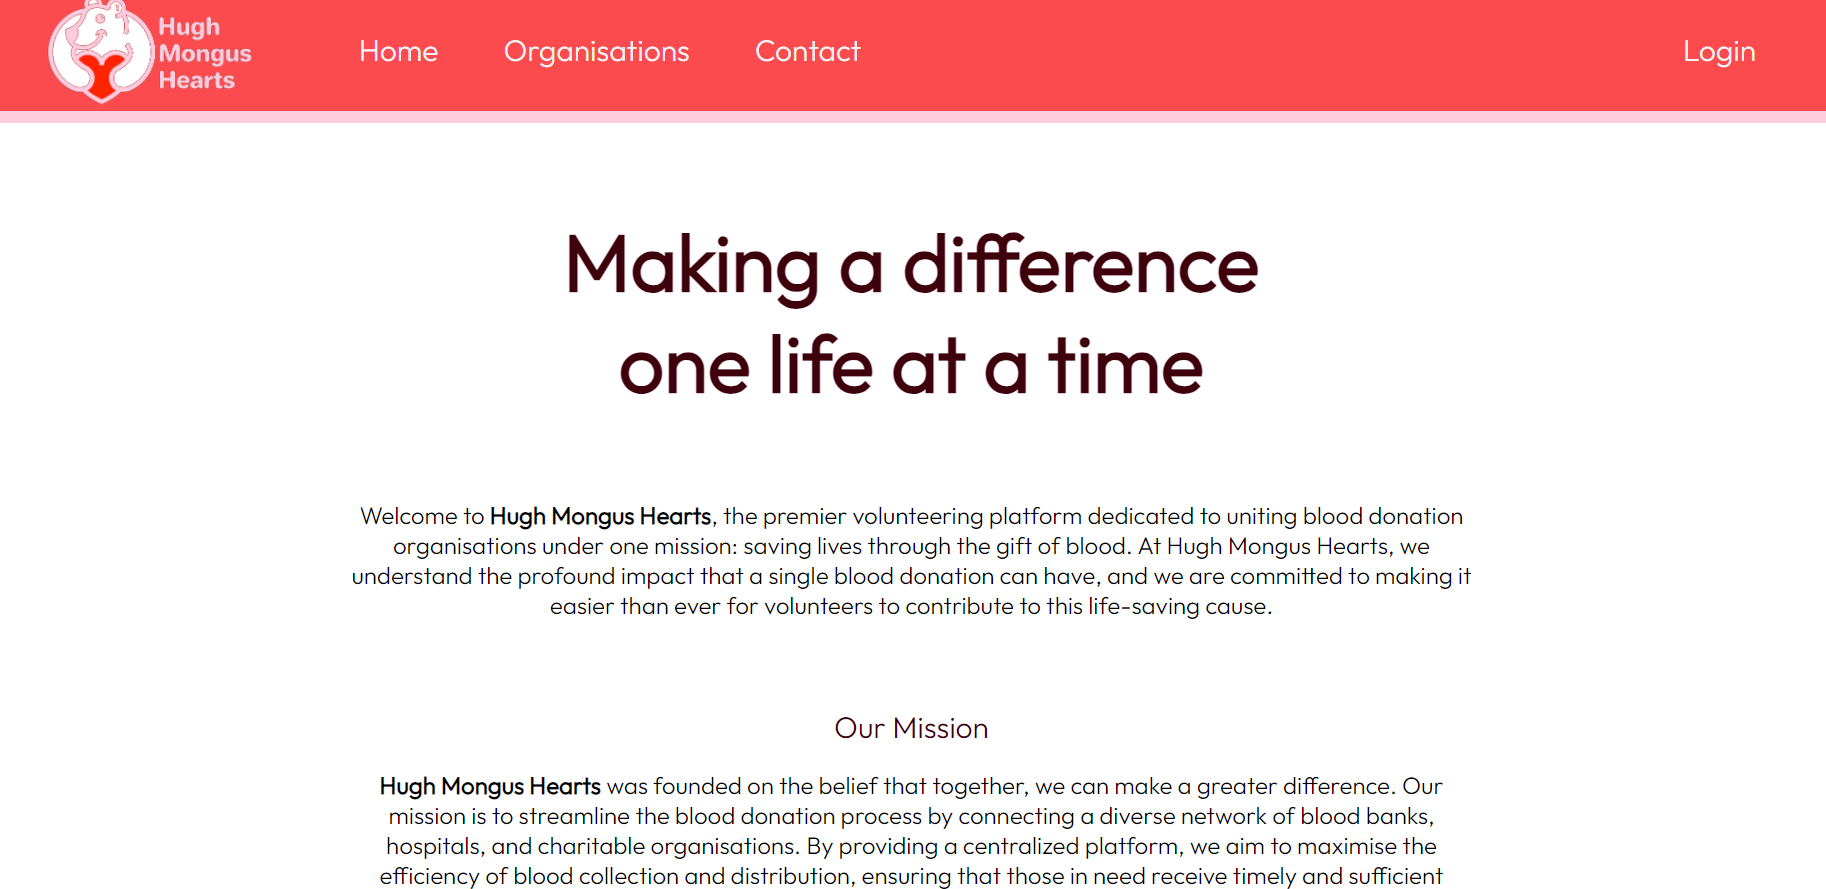 Hugh
Mongus
Hearts
Home Organisations Contact Login
Making a difference
one life at a time
Welcome to Hugh Mongus Hearts, the premier volunteering platform dedicated to uniting blood donation
organisations under one mission: saving lives through the gift of blood. At Hugh Mongus Hearts, we
understand the profound impact that a single blood donation can have, and we are committed to making it
easier than ever for volunteers to contribute to this life-saving cause.
Our Mission
Hugh Mongus Hearts was founded on the belief that together, we can make a greater difference. Our
mission is to streamline the blood donation process by connecting a diverse network of blood banks,
hospitals, and charitable organisations. By providing a centralized platform, we aim to maximise the
efficiency of blood collection and distribution, ensuring that those in need receive timely and sufficient